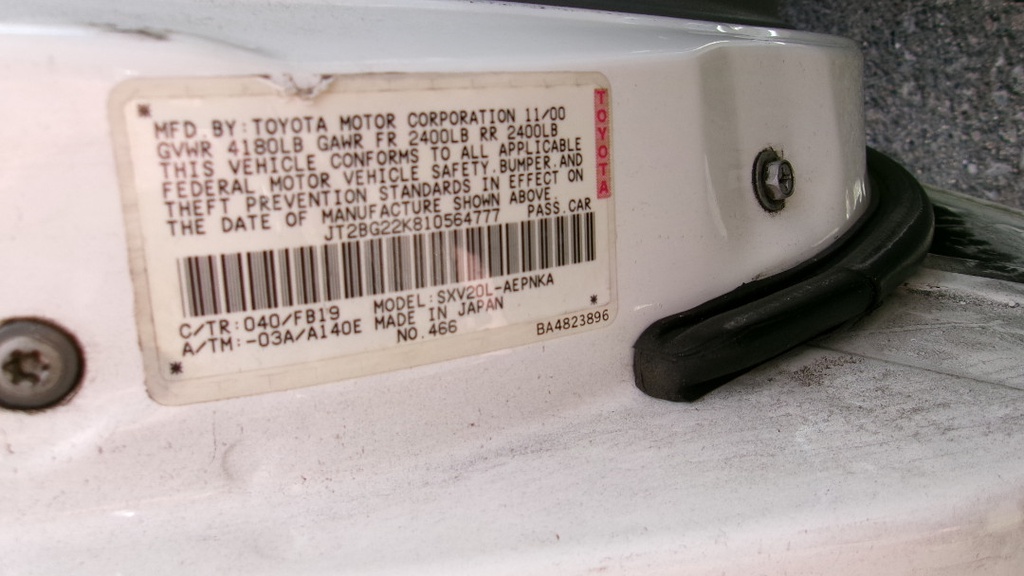 MFD. BY: TOYOTA MOTOR CORPORATION 11/00
GVWR 4180LB GAWR FR 2400LB RR 2400LB
THIS VEHICLE CONFORMS TO ALL APPLICABLE
FEDERAL MOTOR VEHICLE SAFETY, BUMPER, AND
THEFT PREVENTION STANDARDS IN EFFECT ON
THE DATE OF MANUFACTURE SHOWN ABOVE.
JT2BG22K810564777 PASS. CAR
C/TR: 040/FB19 MODEL: SXV20L-AEPNKA
A/TM: -03A/A140E MADE IN JAPAN
NO. 466 BA4823896
TOYOTA